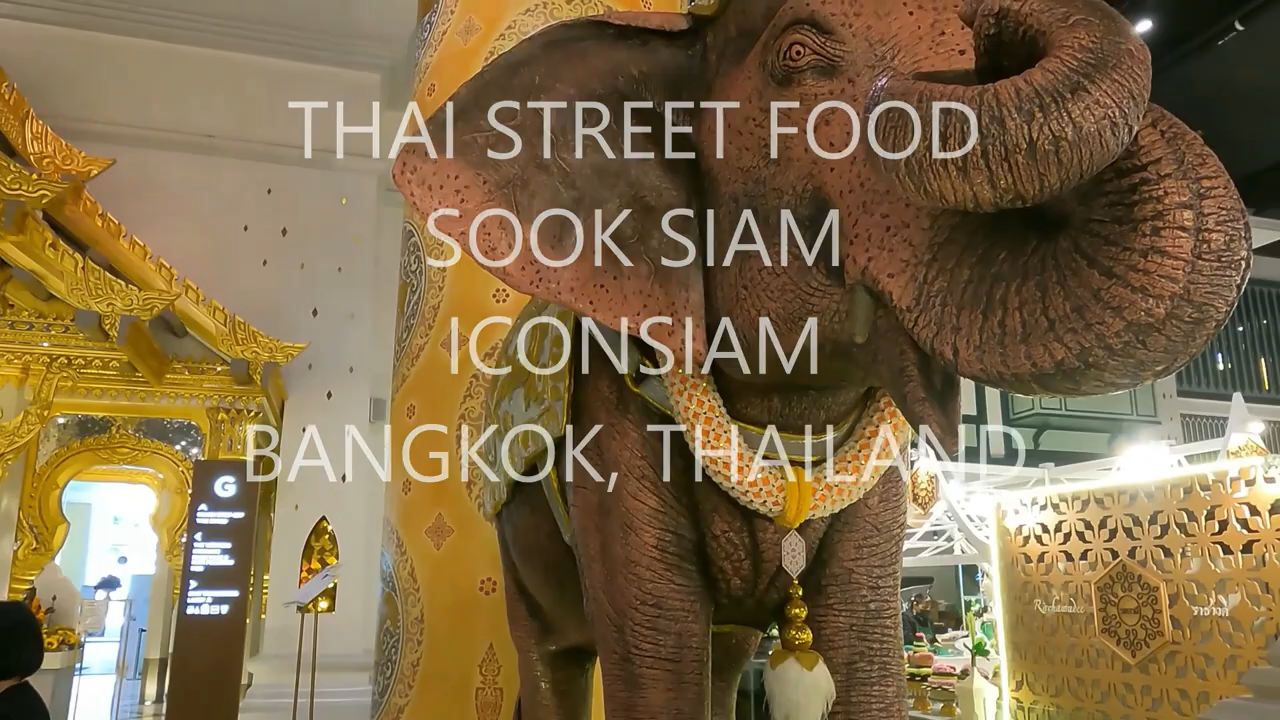 THAI STREET FOOD
SOOK SIAM
ICONSIAM
BANGKOK, THAILAND
G